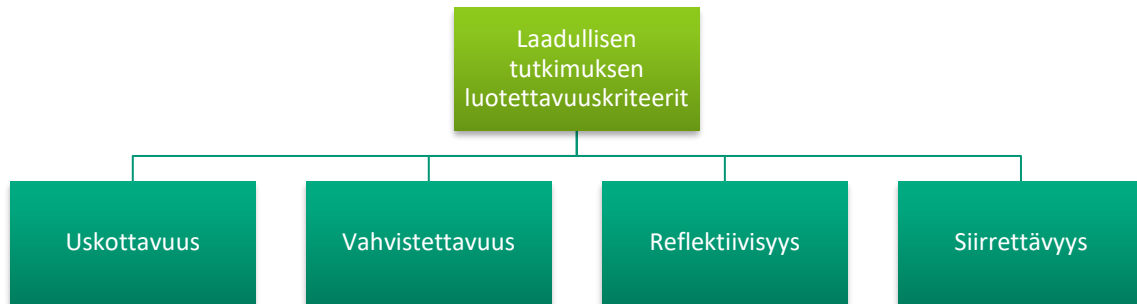 Laadullisen
tutkimuksen
luotettavuuskriteerit
Uskottavuus
Vahvistettavuus
Reflektiivisyys
Siirrettävyys